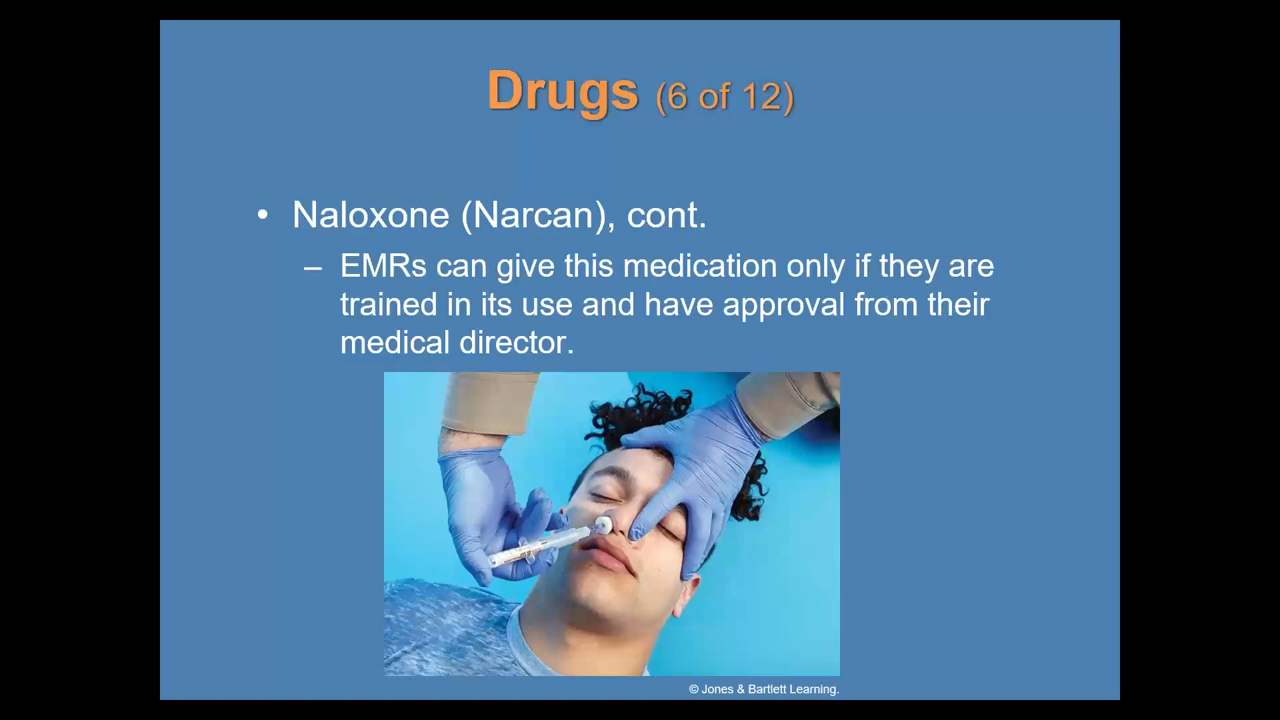 Drugs (6 of 12)
• Naloxone (Narcan), cont.
– EMRs can give this medication only if they are
trained in its use and have approval from their
medical director.
© Jones & Bartlett Learning.